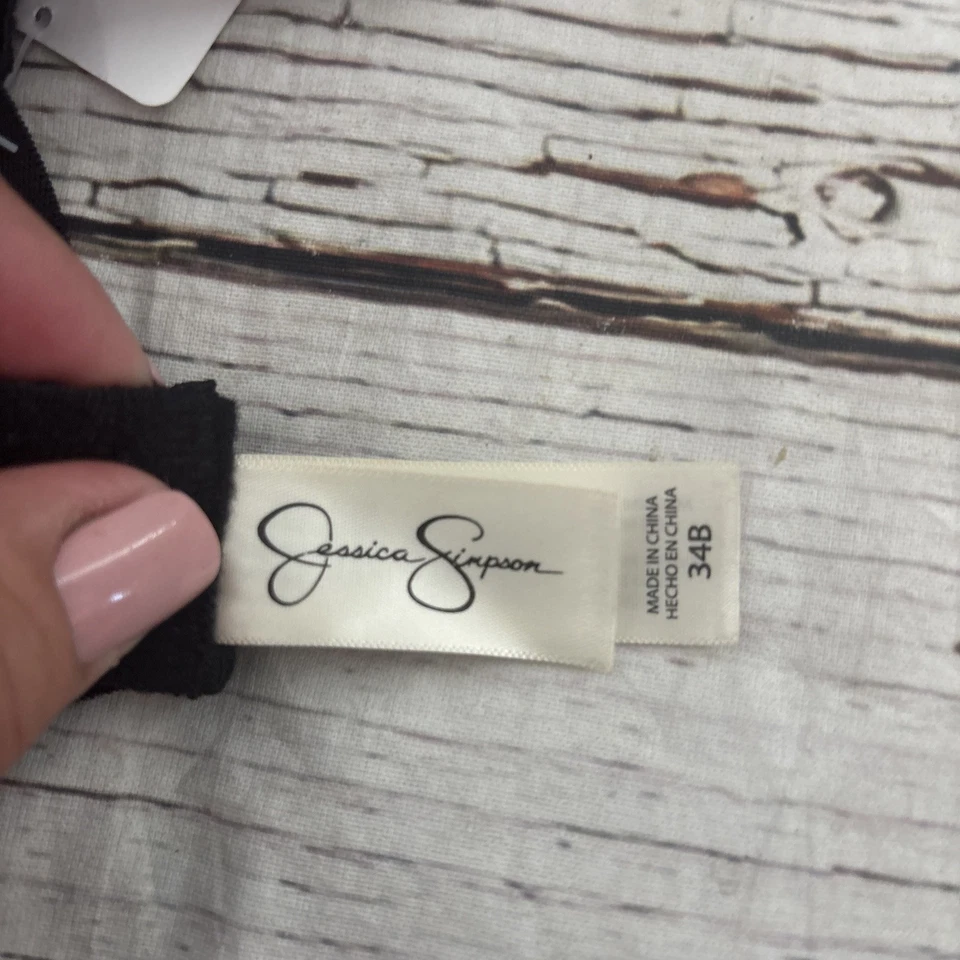 Jessica Simpson
MADE IN CHINA
HECHO EN CHINA
34B